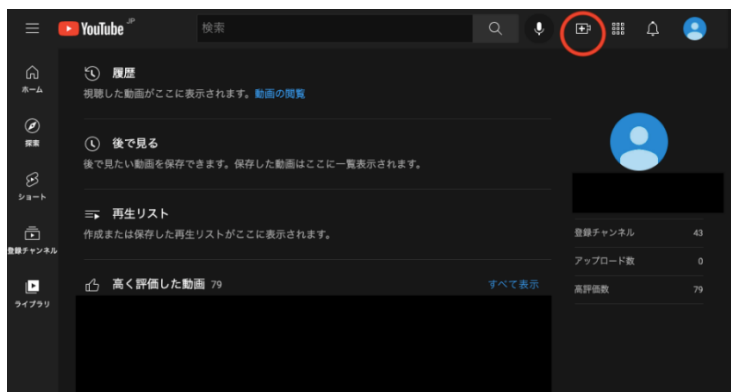 YouTube JP
検索
ホーム
探索
ショート
登録チャンネル
ライブラリ
履歴
視聴した動画がここに表示されます。動画の閲覧
後で見る
後で見たい動画を保存できます。保存した動画はここに一覧表示されます。
再生リスト
作成または保存した再生リストがここに表示されます。
高く評価した動画 79
すべて表示
登録チャンネル 43
アップロード数 0
高評価数 79